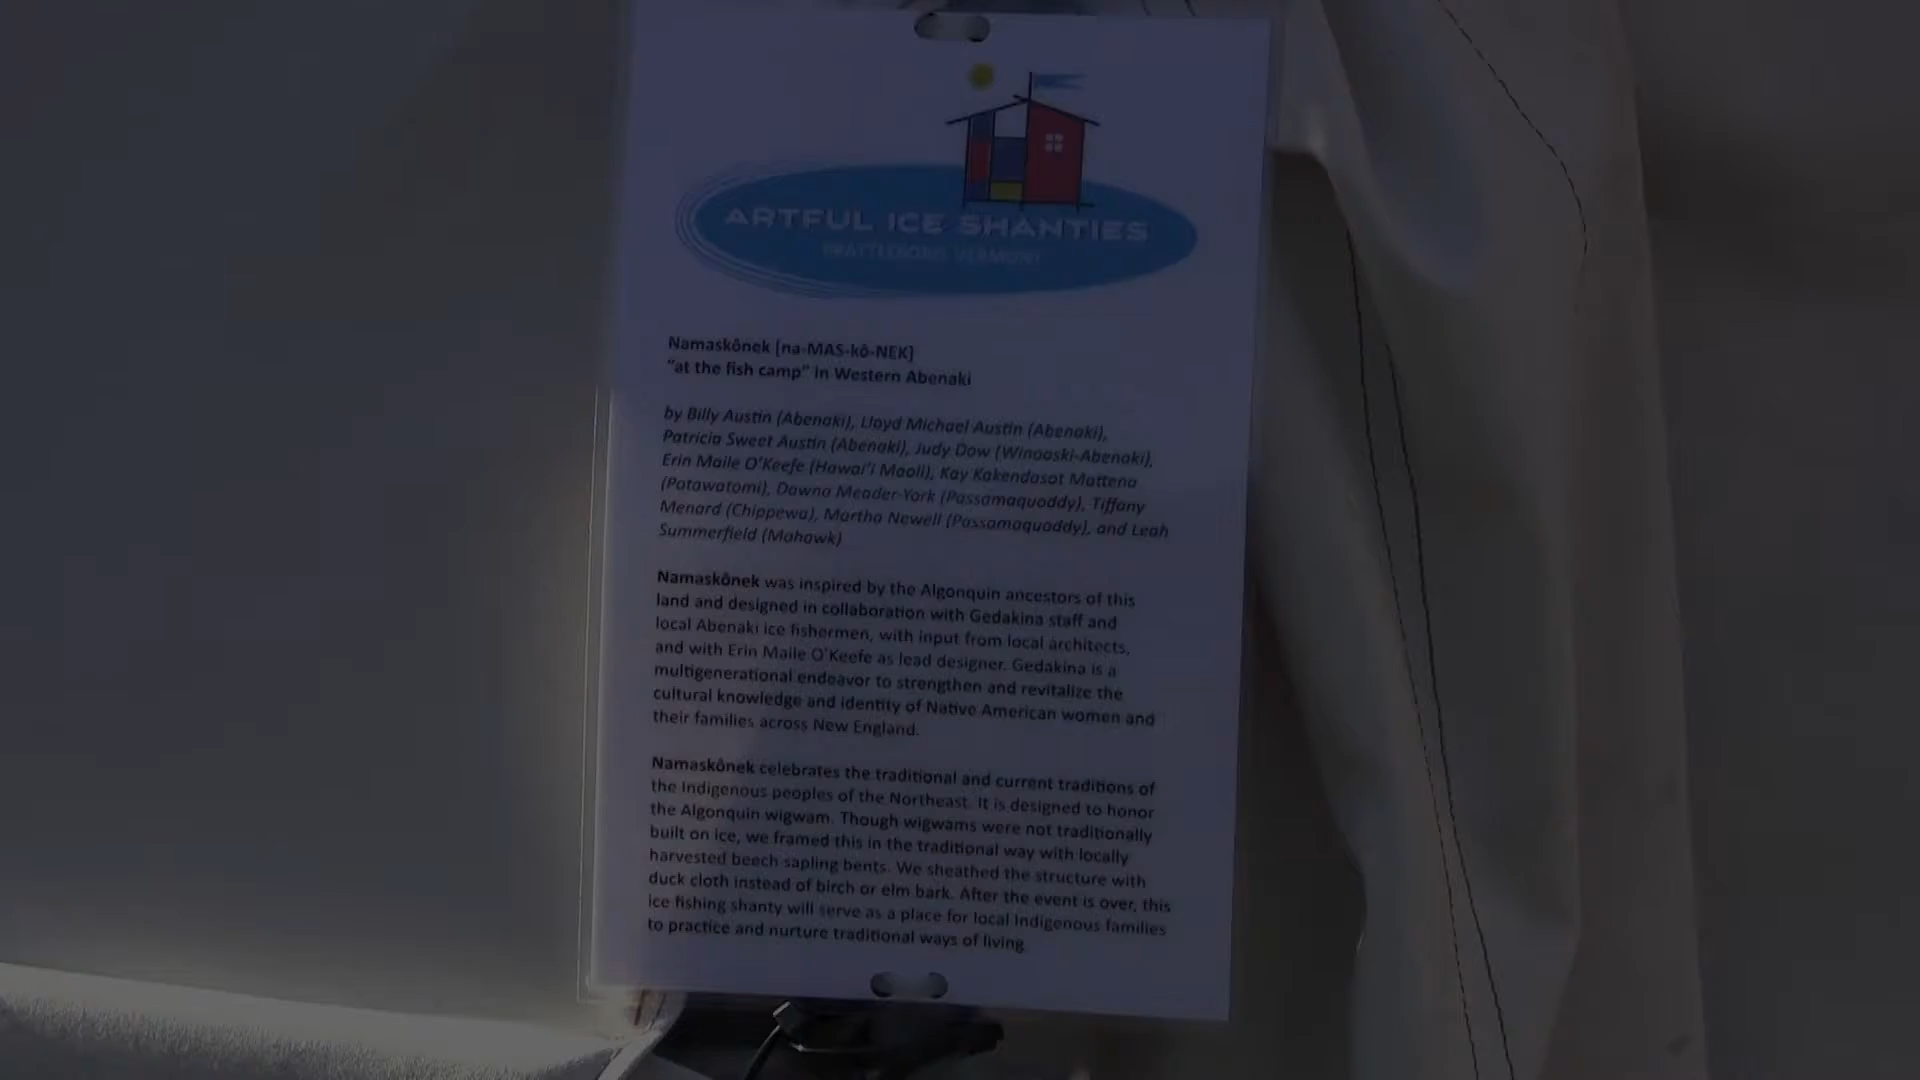 ARTFUL ICE SHANTIES
BRATTLEBORO, VERMONT
Namaskônek [na-MAS-kô-NEK]
"at the fish camp" in Western Abenaki
by Billy Austin (Abenaki), Lloyd Michael Austin (Abenaki),
Patricia Sweet Austin (Abenaki), Judy Dow (Winooski-Abenaki),
Erin Maile O'Keefe (Hawai'i Maoli), Kay Kakendasot Mattena
(Potawatomi), Dawna Meader-York (Passamaquoddy), Tiffany
Menard (Chippewa), Martha Newell (Passamaquoddy), and Leah
Summerfield (Mohawk)
Namaskônek was inspired by the Algonquin ancestors of this
land and designed in collaboration with Gedakina staff and
local Abenaki ice fishermen, with input from local architects,
and with Erin Maile O'Keefe as lead designer. Gedakina is a
multigenerational endeavor to strengthen and revitalize the
cultural knowledge and identity of Native American women and
their families across New England.
Namaskônek celebrates the traditional and current traditions of
the Indigenous peoples of the Northeast. It is designed to honor
the Algonquin wigwam. Though wigwams were not traditionally
built on ice, we framed this in the traditional way with locally
harvested beech sapling bents. We sheathed the structure with
duck cloth instead of birch or elm bark. After the event is over, this
ice fishing shanty will serve as a place for local Indigenous families
to practice and nurture traditional ways of living.